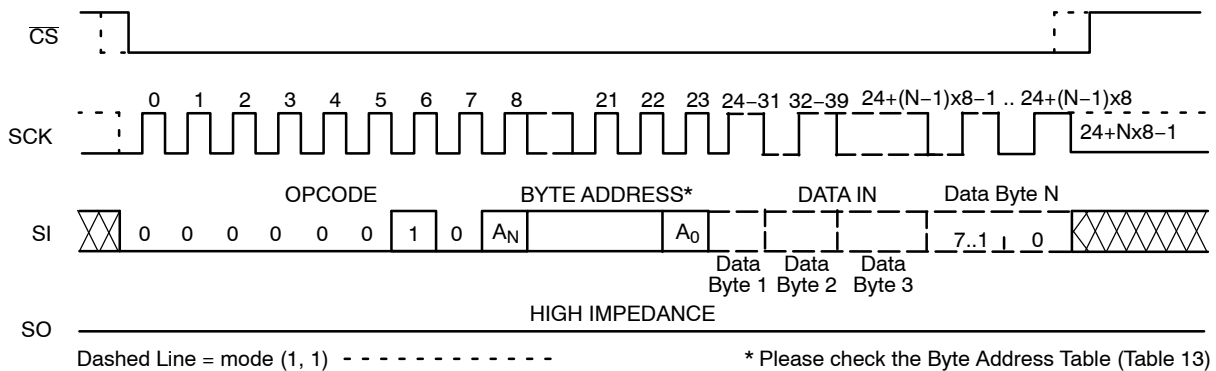 CS
0 1 2 3 4 5 6 7 8 21 22 23 24–31 32–39 24+(N–1)x8–1 .. 24+(N–1)x8
SCK
24+Nx8–1
OPCODE BYTE ADDRESS* DATA IN Data Byte N
SI
0 0 0 0 0 0 1 0 AN A0 7..1 0
Data Byte 1
Data Byte 2
Data Byte 3
HIGH IMPEDANCE
SO
Dashed Line = mode (1, 1)
* Please check the Byte Address Table (Table 13)